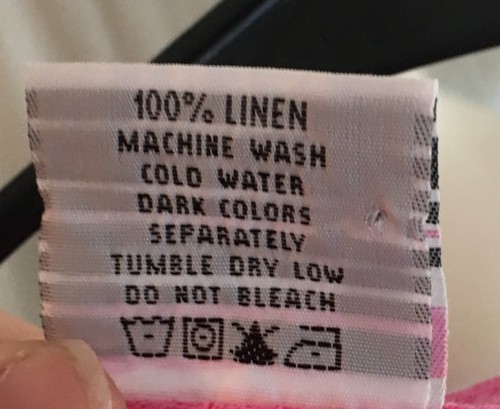 100% LINEN
MACHINE WASH
COLD WATER
DARK COLORS
SEPARATELY
TUMBLE DRY LOW
DO NOT BLEACH